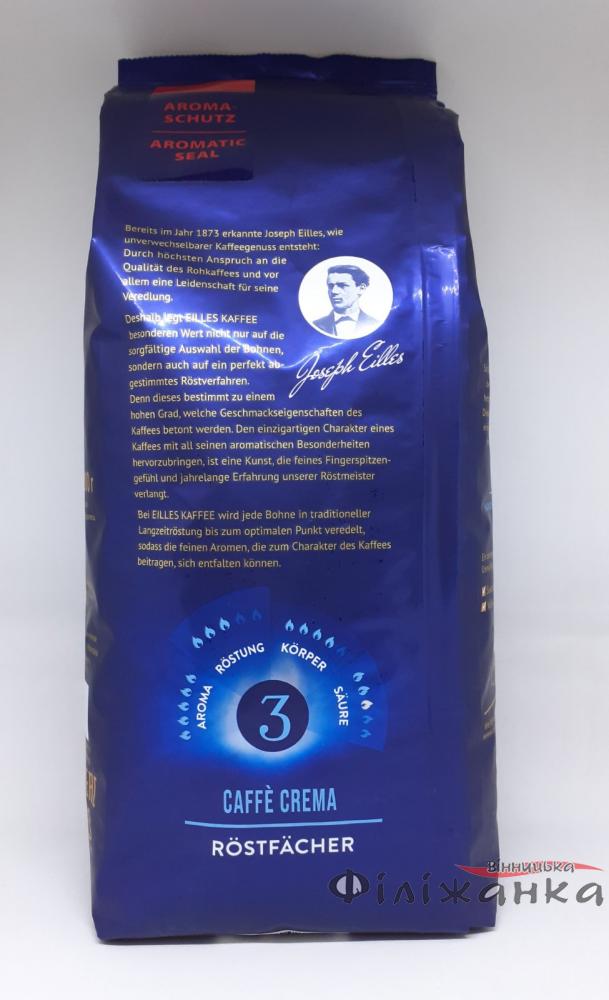 AROMA-
SCHUTZ
AROMATIC
SEAL
Bereits im Jahr 1873 erkannte Joseph Eilles, wie
unverwechselbarer Kaffeegenuss entsteht:
Durch höchsten Anspruch an die
Qualität des Rohkaffees und vor
allem eine Leidenschaft für seine
Veredlung.
Deshalb legt EILLES KAFFEE
besonderen Wert nicht nur auf die
sorgfältige Auswahl der Bohnen,
sondern auch auf ein perfekt ab-
gestimmtes Röstverfahren.
Joseph Eilles
Denn dieses bestimmt zu einem
hohen Grad, welche Geschmackseigenschaften des
Kaffees betont werden. Den einzigartigen Charakter eines
Kaffees mit all seinen aromatischen Besonderheiten
hervorzubringen, ist eine Kunst, die feines Fingerspitzen-
gefühl und jahrelange Erfahrung unserer Röstmeister
verlangt.
Bei EILLES KAFFEE wird jede Bohne in traditioneller
Langzeitröstung bis zum optimalen Punkt veredelt,
sodass die feinen Aromen, die zum Charakter des Kaffees
beitragen, sich entfalten können.
AROMA
RÖSTUNG
KÖRPER
SÄURE
3
CAFFÈ CREMA
RÖSTFÄCHER
Вінницька
Філіжанка